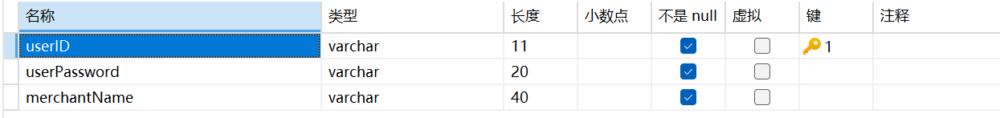 名称 类型 长度 小数点 不是 null 虚拟 键 注释
userID varchar 11 1
userPassword varchar 20
merchantName varchar 40